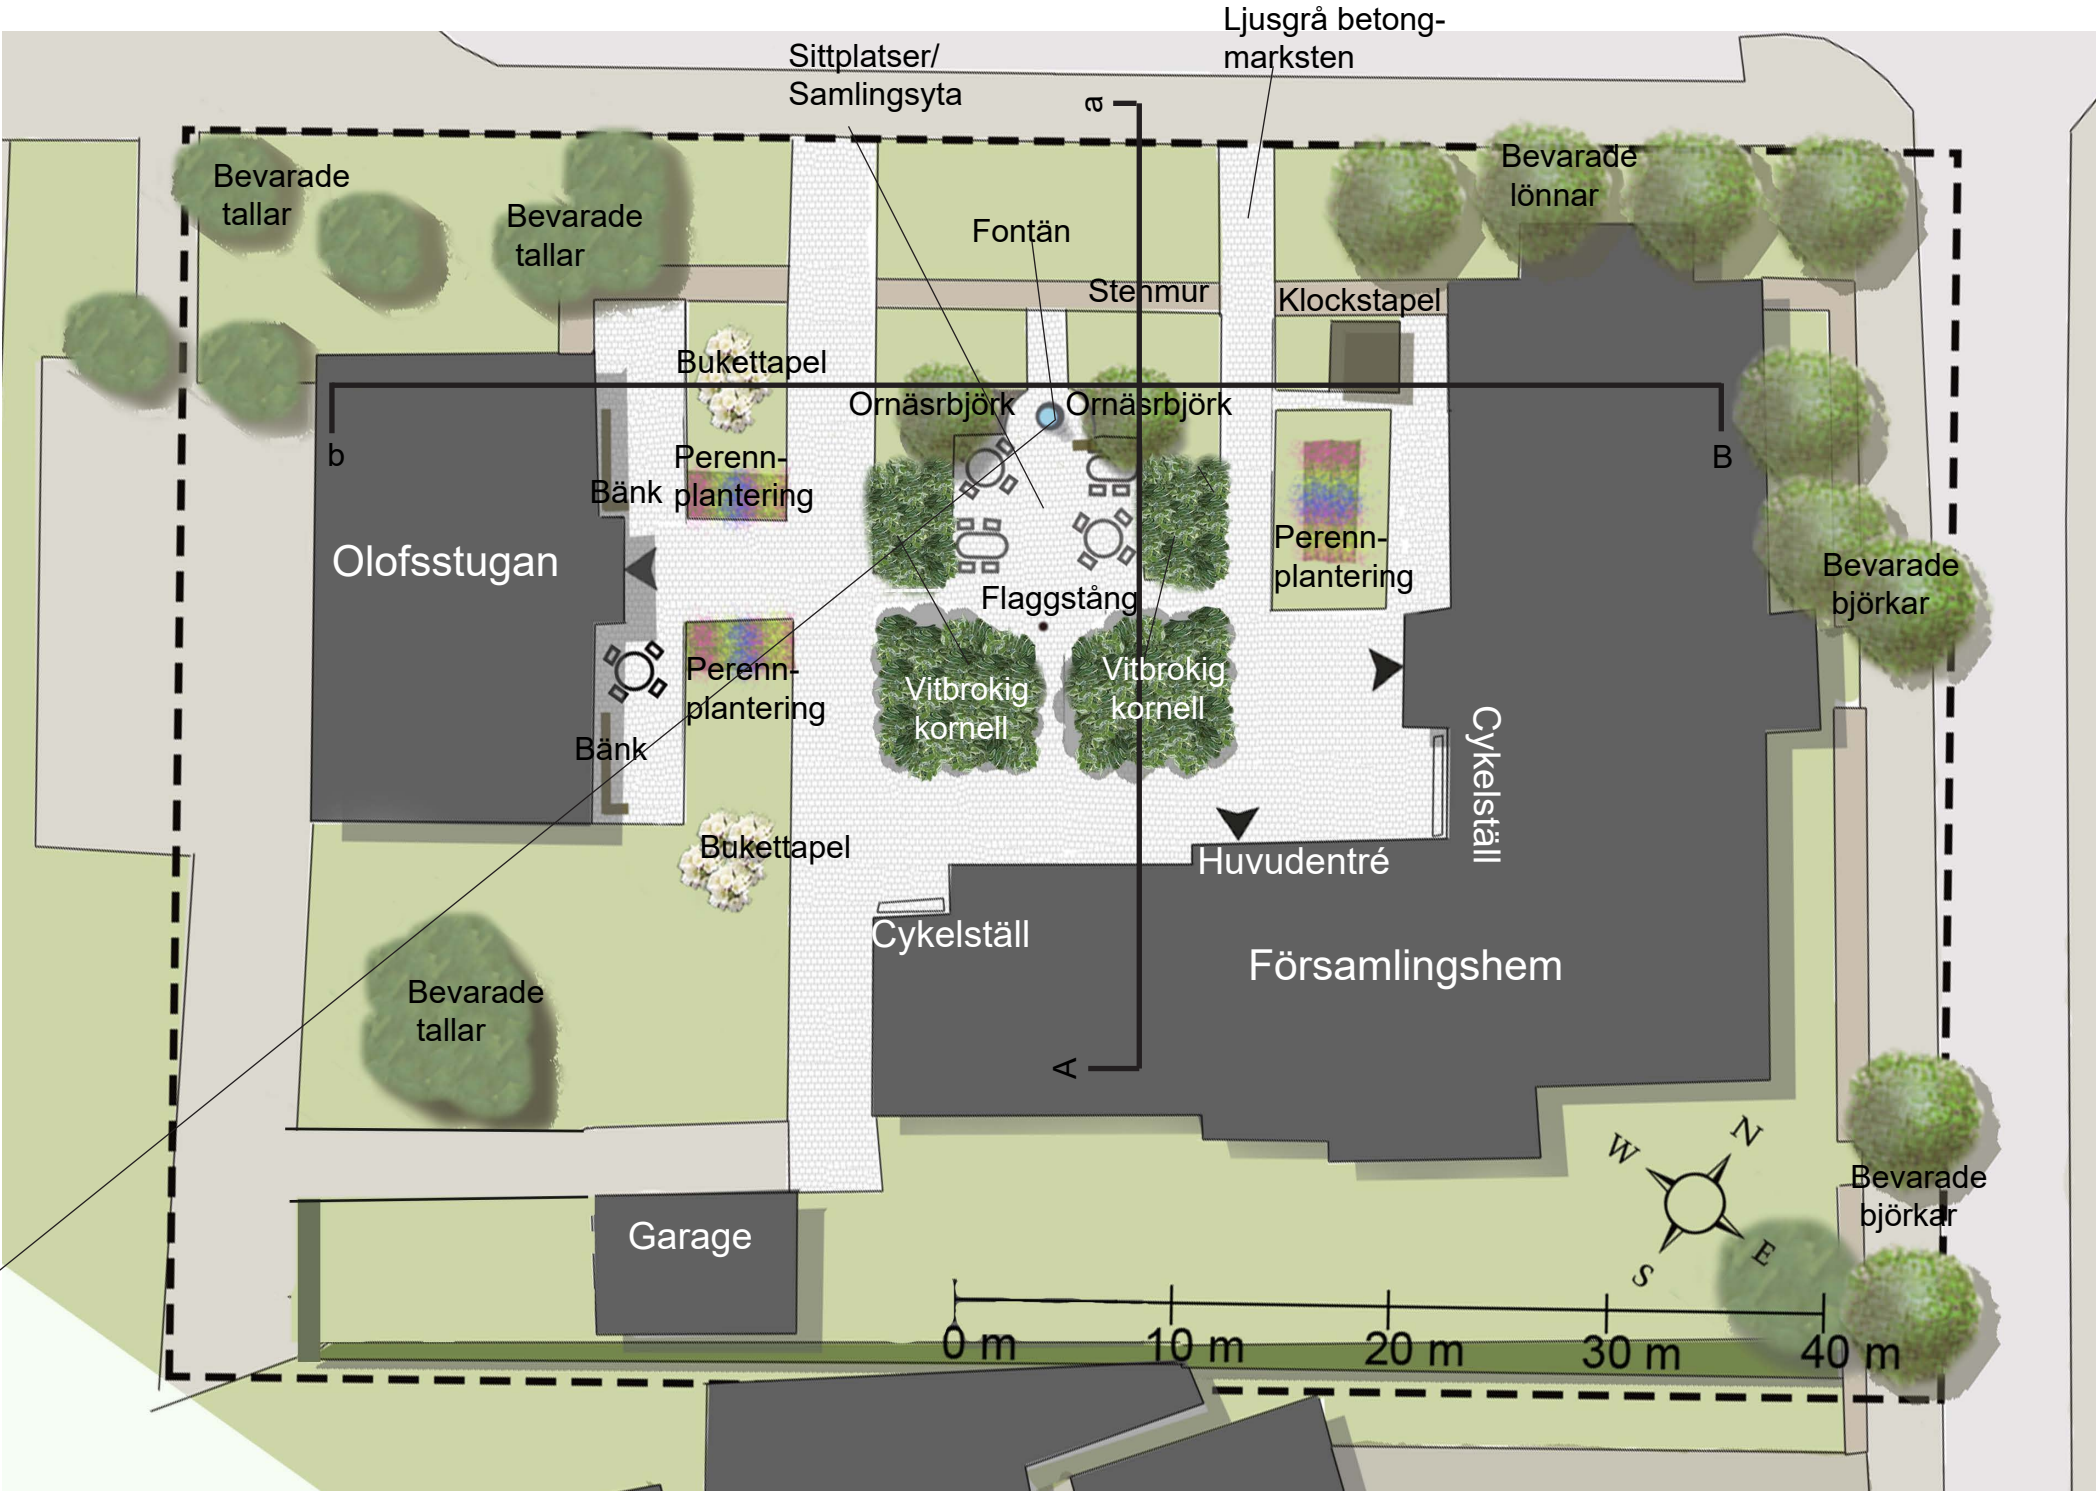 Ljusgrå betong-
marksten
Sittplatser/
Samlingsyta
a
Bevarade
tallar
Bevarade
tallar
Bevarade
lönnar
Fontän
Stenmur
Klockstapel
Bukettapel
Ornäsrbjörk
Ornäsrbjörk
b
B
Perenn-
plantering
Bänk
Olofsstugan
Perenn-
plantering
Flaggstång
Bevarade
björkar
Perenn-
plantering
Vitbrokig
kornell
Vitbrokig
kornell
Bänk
Cykelställ
Bukettapel
Huvudentré
Cykelställ
Församlingshem
Bevarade
tallar
A
N
W
E
S
Bevarade
björkar
Garage
0 m
10 m
20 m
30 m
40 m